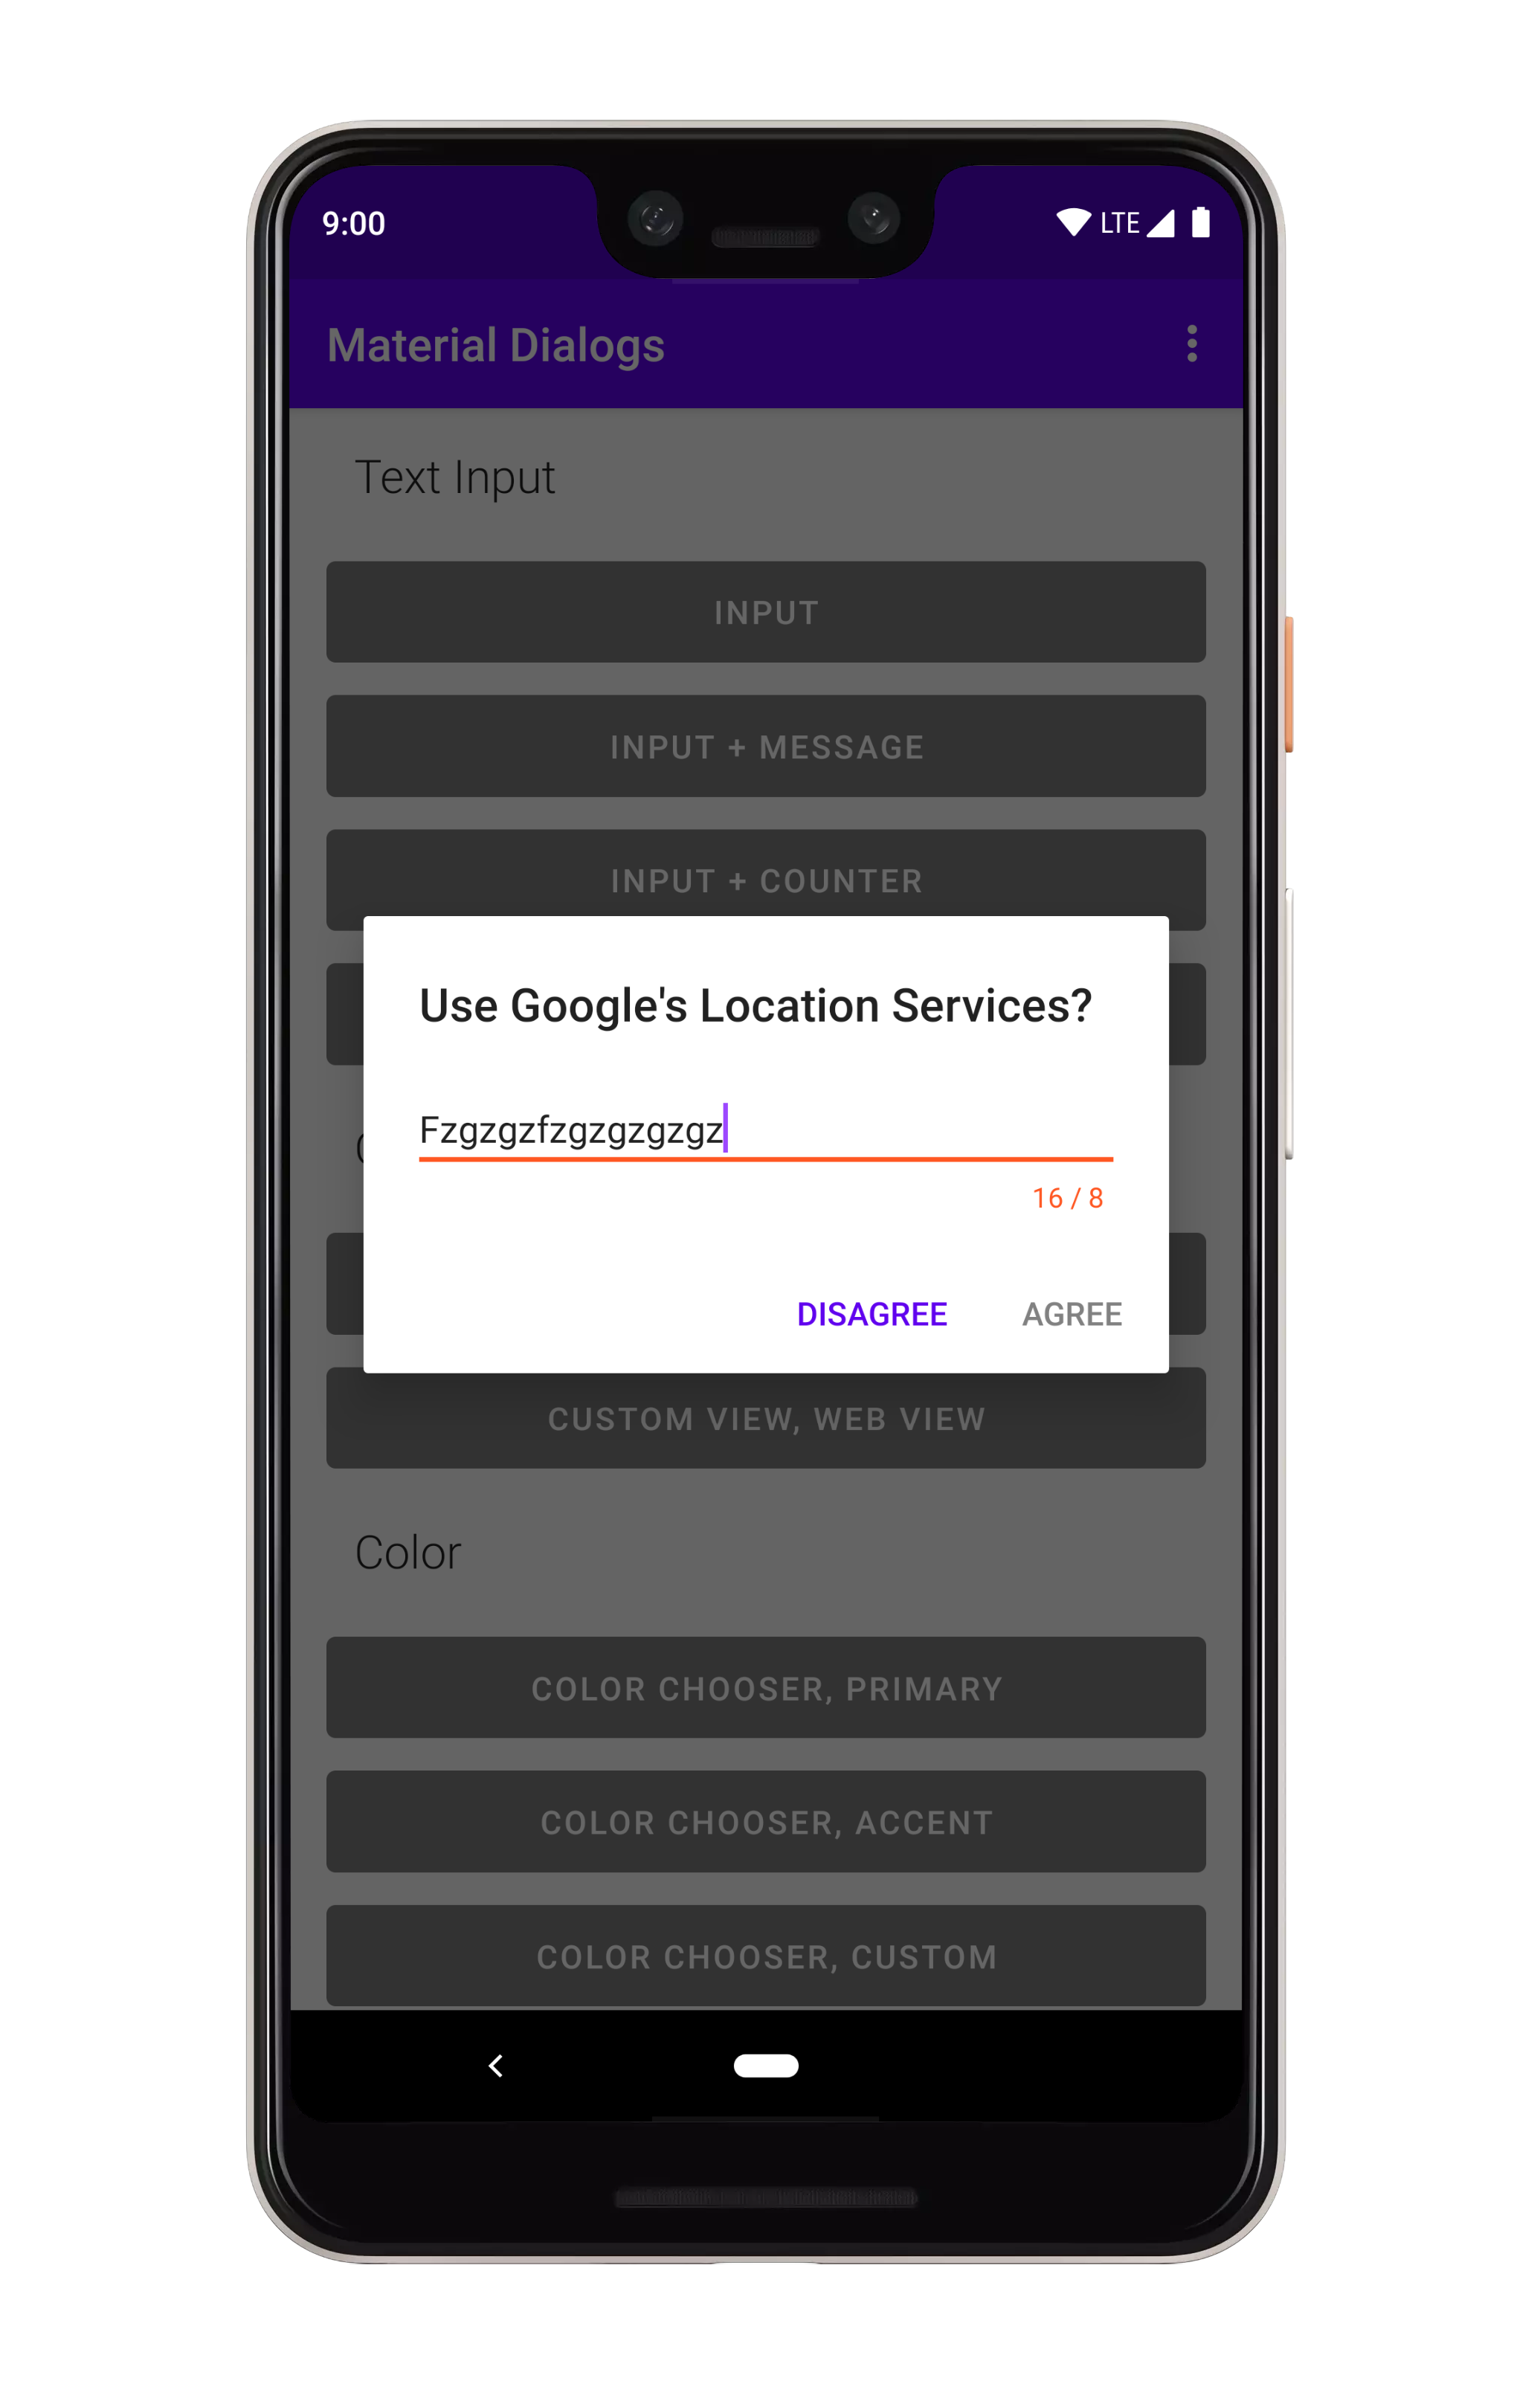 9:00
LTE
Material Dialogs
Text Input
INPUT
INPUT + MESSAGE
INPUT + COUNTER
Use Google's Location Services?
Fzgzgzfzgzgzgzgz
16 / 8
DISAGREE AGREE
CUSTOM VIEW, WEB VIEW
Color
COLOR CHOOSER, PRIMARY
COLOR CHOOSER, ACCENT
COLOR CHOOSER, CUSTOM